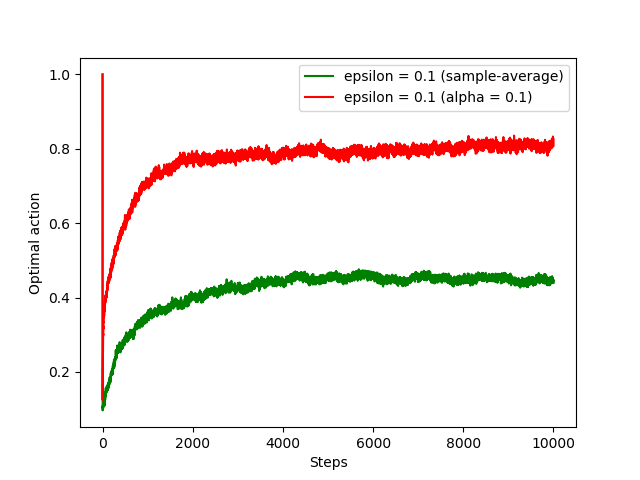 epsilon = 0.1 (sample-average)
epsilon = 0.1 (alpha = 0.1)
1.0
0.8
0.6
0.4
0.2
Optimal action
0 2000 4000 6000 8000 10000
Steps